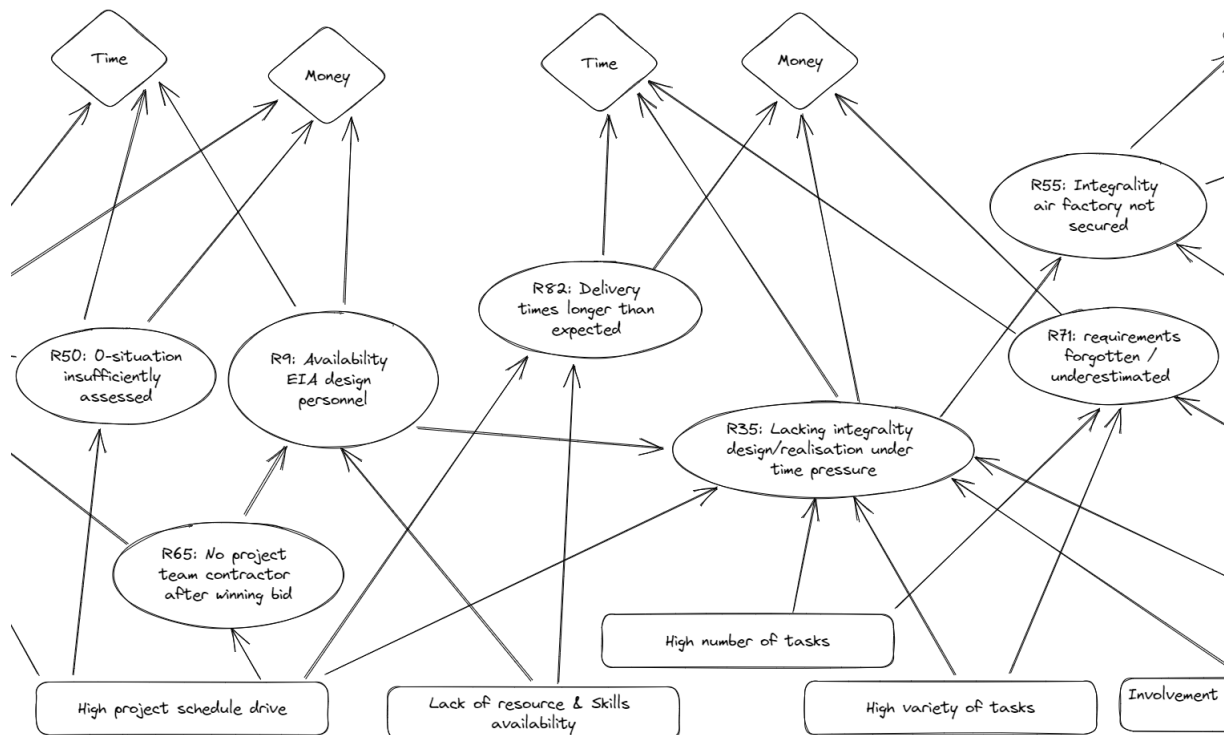 Time
Money
Time
Money
R55: Integrality
air factory not
secured
R82: Delivery
times longer than
expected
R50: 0-situation
insufficiently
assessed
R9: Availability
EIA design
personnel
R71: requirements
forgotten /
underestimated
R35: Lacking integrality
design/realisation under
time pressure
R65: No project
team contractor
after winning bid
High number of tasks
High project schedule drive
Lack of resource & Skills
availability
High variety of tasks
Involvement